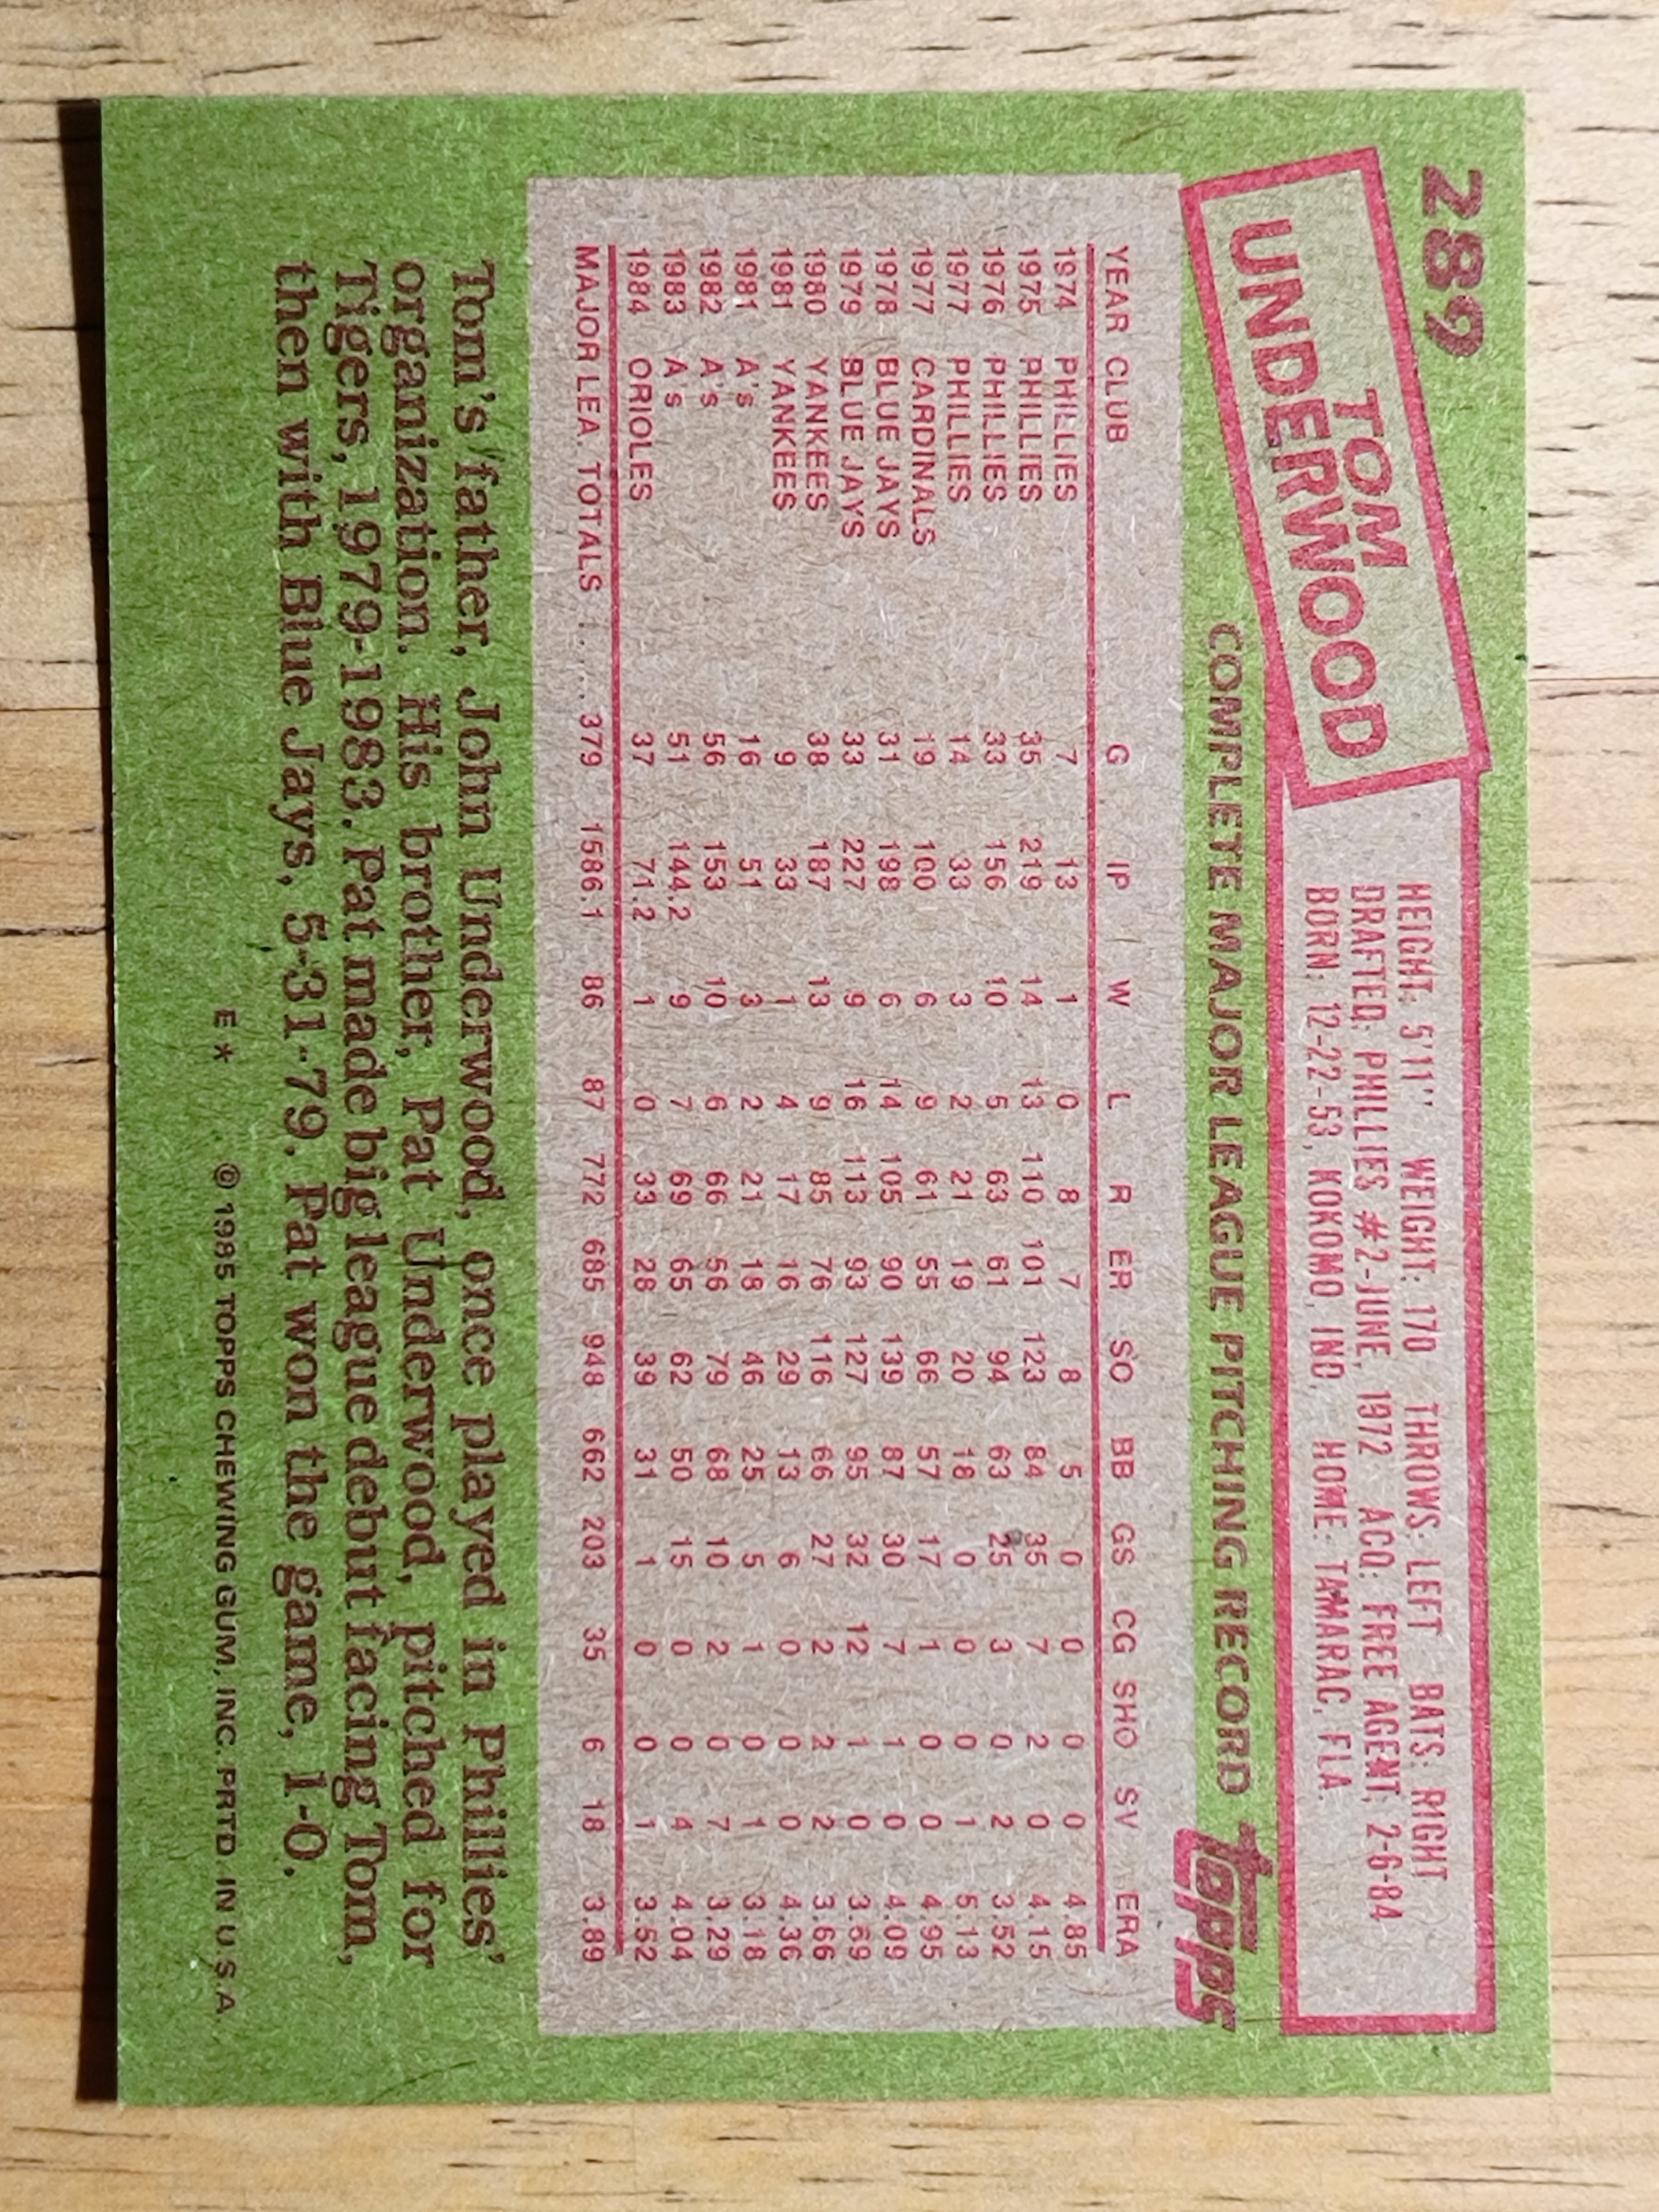 289
TOM
UNDERWOOD
HEIGHT: 5'11'' WEIGHT: 170 THROWS: LEFT BATS: RIGHT
DRAFTED: PHILLIES #2-JUNE, 1972 ACQ: FREE AGENT, 2-6-84
BORN: 12-22-53, KOKOMO, IND. HOME: TAMARAC, FLA.
COMPLETE MAJOR LEAGUE PITCHING RECORD
topps
YEAR CLUB G IP W L R ER SO BB GS CG SHO SV ERA
1974 PHILLIES 7 13 1 0 8 7 8 5 0 0 0 0 4.85
1975 PHILLIES 35 219 14 13 110 101 123 84 35 7 2 0 4.15
1976 PHILLIES 33 156 10 5 63 61 94 63 25 3 0 2 3.52
1977 PHILLIES 14 33 3 2 21 19 20 18 0 0 0 1 5.13
1977 CARDINALS 19 100 6 9 61 55 66 57 17 1 0 0 4.95
1978 BLUE JAYS 31 198 6 14 105 90 139 87 30 7 1 0 4.09
1979 BLUE JAYS 33 227 9 16 113 93 127 95 32 12 1 0 3.69
1980 YANKEES 38 187 13 9 85 76 116 66 27 2 2 2 3.66
1981 YANKEES 9 33 1 4 17 16 29 13 6 0 0 0 4.36
1981 A's 16 51 3 2 21 18 46 25 5 1 0 1 3.18
1982 A's 56 153 10 6 66 56 79 68 10 2 0 7 3.29
1983 A's 51 144.2 9 7 69 65 62 50 15 0 0 4 4.04
1984 ORIOLES 37 71.2 1 0 33 28 39 31 1 0 0 1 3.52
MAJOR LEA. TOTALS ..... 379 1586.1 86 87 772 685 948 662 203 35 6 18 3.89
Tom's father, John Underwood, once played in Phillies'
organization. His brother, Pat Underwood, pitched for
Tigers, 1979-1983. Pat made big league debut facing Tom,
then with Blue Jays, 5-31-79. Pat won the game, 1-0.
E* © 1985 TOPPS CHEWING GUM, INC. PRTD. IN U.S.A.